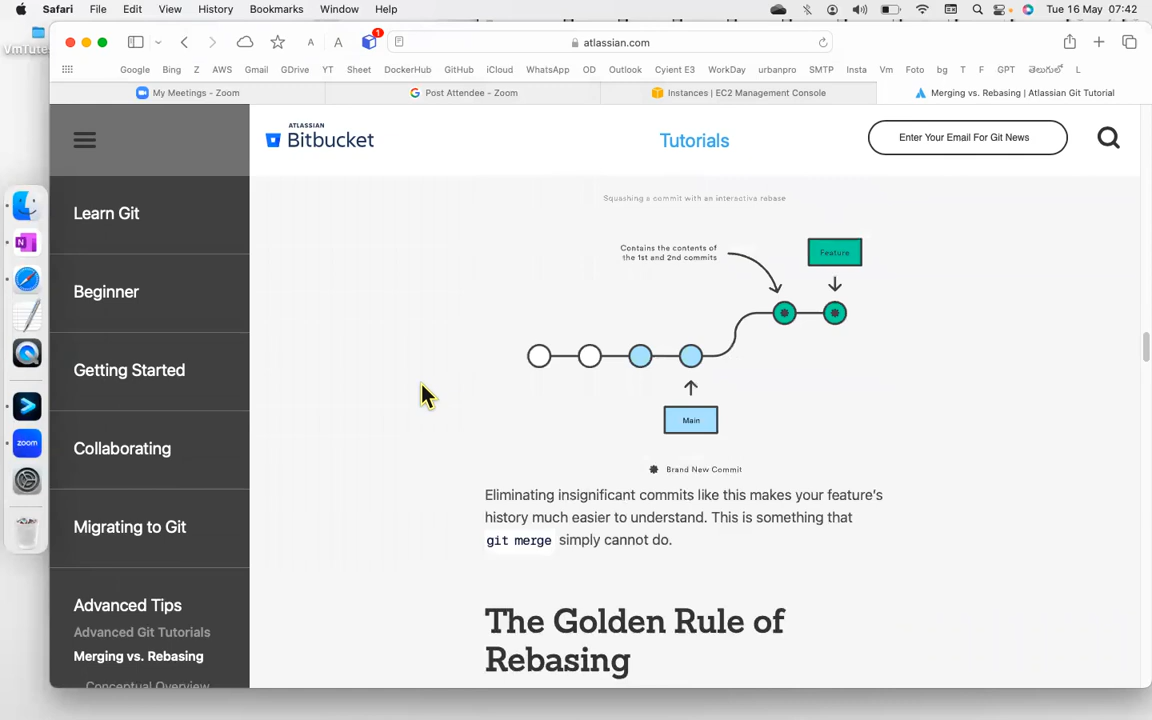 Safari File Edit View History Bookmarks Window Help
Tue 16 May 07:42
1
A A
atlassian.com
Google Bing Z AWS Gmail GDrive YT Sheet DockerHub GitHub iCloud WhatsApp OD Outlook Cyient E3 WorkDay urbanpro SMTP Insta Vm Foto bg T F GPT తెలుగులో L
My Meetings - Zoom
Post Attendee - Zoom
Instances | EC2 Management Console
Merging vs. Rebasing | Atlassian Git Tutorial
ATLASSIAN
Bitbucket
Tutorials
Enter Your Email For Git News
Learn Git
Beginner
Getting Started
Collaborating
Migrating to Git
Advanced Tips
Advanced Git Tutorials
Merging vs. Rebasing
Conceptual Overview
Squashing a commit with an interactive rebase
Contains the contents of
the 1st and 2nd commits
Feature
Main
Brand New Commit
Eliminating insignificant commits like this makes your feature's
history much easier to understand. This is something that
git merge simply cannot do.
The Golden Rule of
Rebasing
zoom